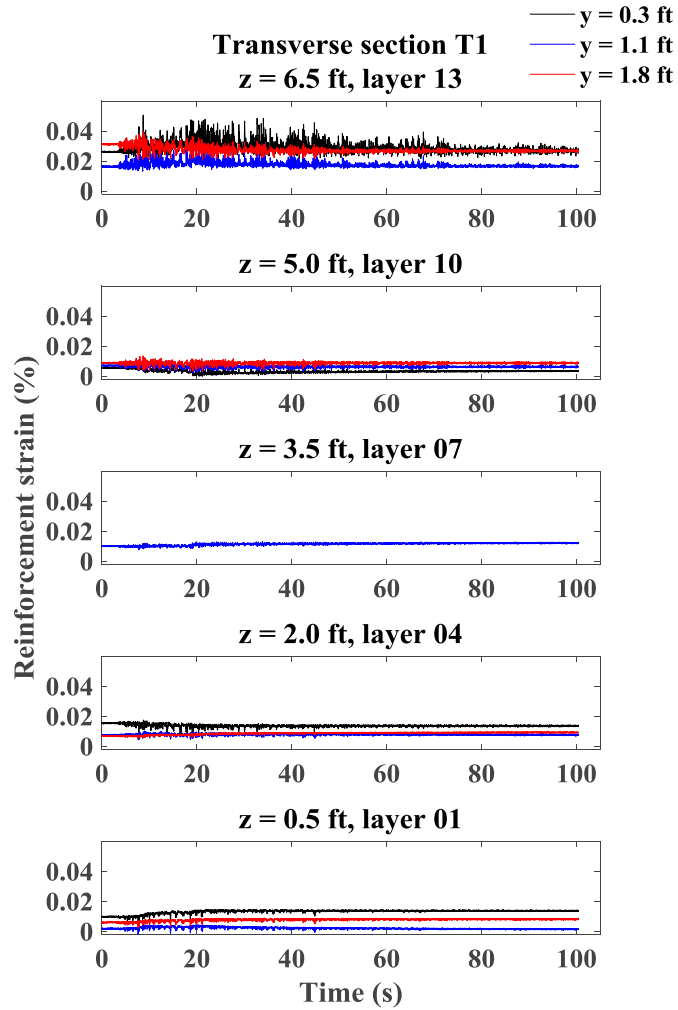 y = 0.3 ft
y = 1.1 ft
y = 1.8 ft
Transverse section T1
z = 6.5 ft, layer 13
0.04
0.02
0
0 20 40 60 80 100
z = 5.0 ft, layer 10
0.04
0.02
0
0 20 40 60 80 100
z = 3.5 ft, layer 07
0.04
0.02
0
0 20 40 60 80 100
z = 2.0 ft, layer 04
0.04
0.02
0
0 20 40 60 80 100
z = 0.5 ft, layer 01
0.04
0.02
0
0 20 40 60 80 100
Reinforcement strain (%)
Time (s)